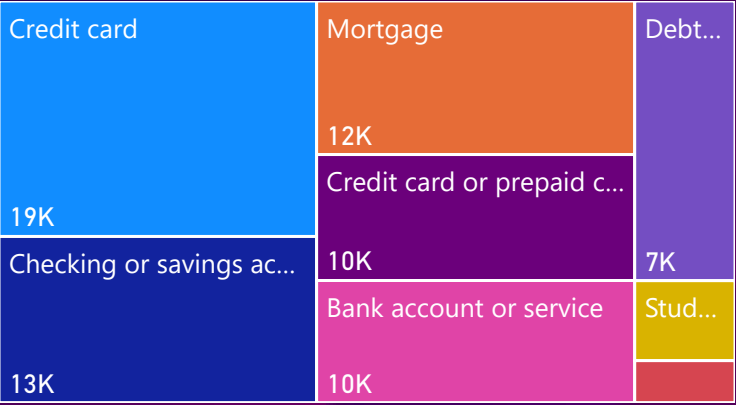 Credit card
19K
Checking or savings ac...
13K
Mortgage
12K
Credit card or prepaid c...
10K
Bank account or service
10K
Debt...
7K
Stud...